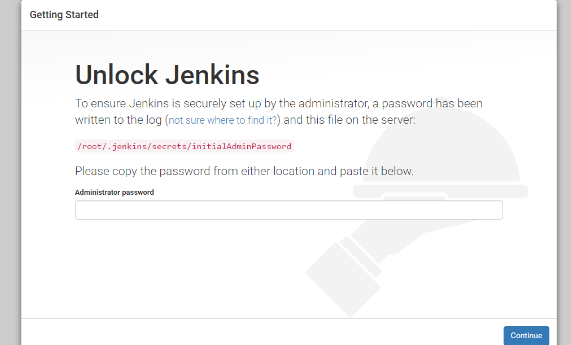 Getting Started
Unlock Jenkins
To ensure Jenkins is securely set up by the administrator, a password has been
written to the log (not sure where to find it?) and this file on the server:
/root/.jenkins/secrets/initialAdminPassword
Please copy the password from either location and paste it below.
Administrator password
Continue